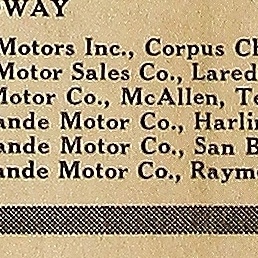 WAY
Motors Inc., Corpus Ch
Motor Sales Co., Lared
Motor Co., McAllen, Te
ande Motor Co., Harlin
ande Motor Co., San B
ande Motor Co., Raym